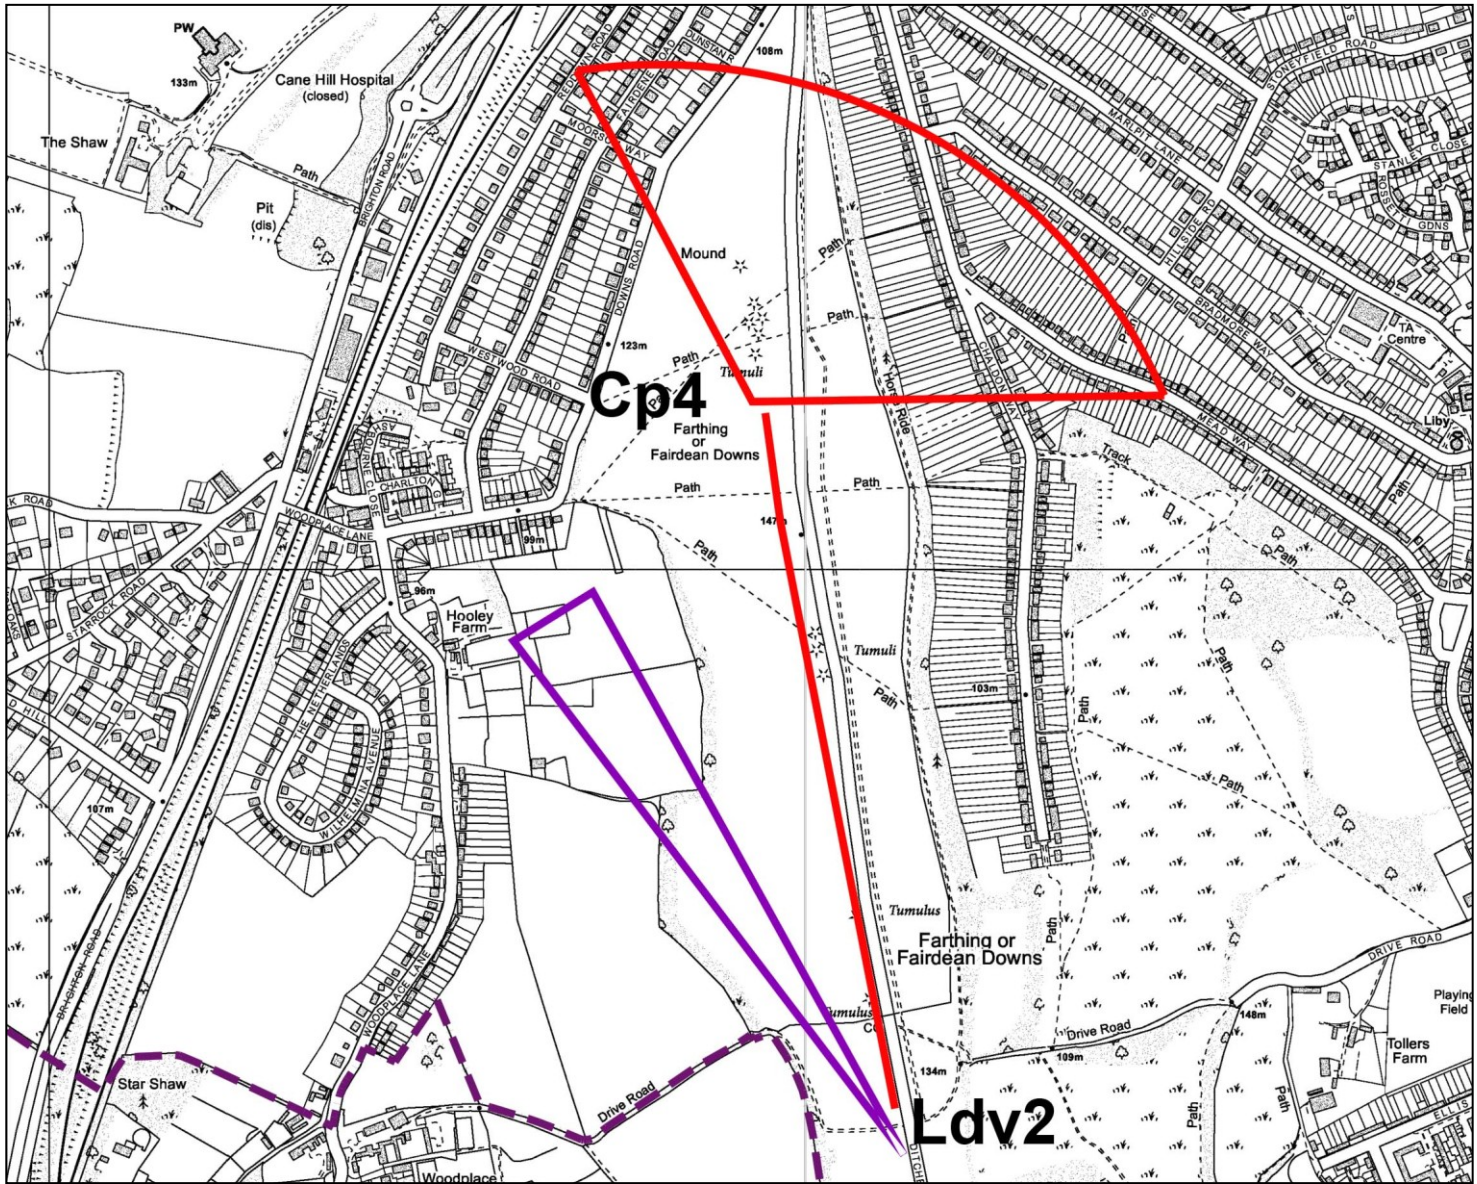 PW
133m
Cane Hill Hospital
(closed)
The Shaw
Path
Pit
(dis)
BRIGHTON ROAD
DUNSTAN R
108m
FAIRDENE ROAD
MOORS WAY
DOWNS ROAD
Mound
Path
Path
123m
Path
Tumuli
WESTWOOD ROAD
Cp4
Path
Farthing
or
Fairdean Downs
Horse Ride
CHALDON WAY
MARLPIT LANE
STONEYFIELD ROAD
STANLEY CLOSE
GDNS
HILLSIDE RD
BRADMORE WAY
TA
Centre
MEAD WAY
Liby
Track
Path
Path
Path
Path
147m
K ROAD
WOODPLACE LANE
CHARLTON G
99m
Path
96m
Hooley
Farm
STARROCK ROAD
THE NETHERLANDS
WILHELMINA AVENUE
D HILL
107m
Tumuli
Path
103m
Path
Path
Path
Tumulus
Farthing or
Fairdean Downs
Path
DRIVE ROAD
BRIGHTON ROAD
WOODPLACE LANE
Tumulus
Drive Road
148m
109m
Playing
Field
Tollers
Farm
134m
Star Shaw
Drive Road
Ldv2
Path
ELLIS
DITCH
Woodplace